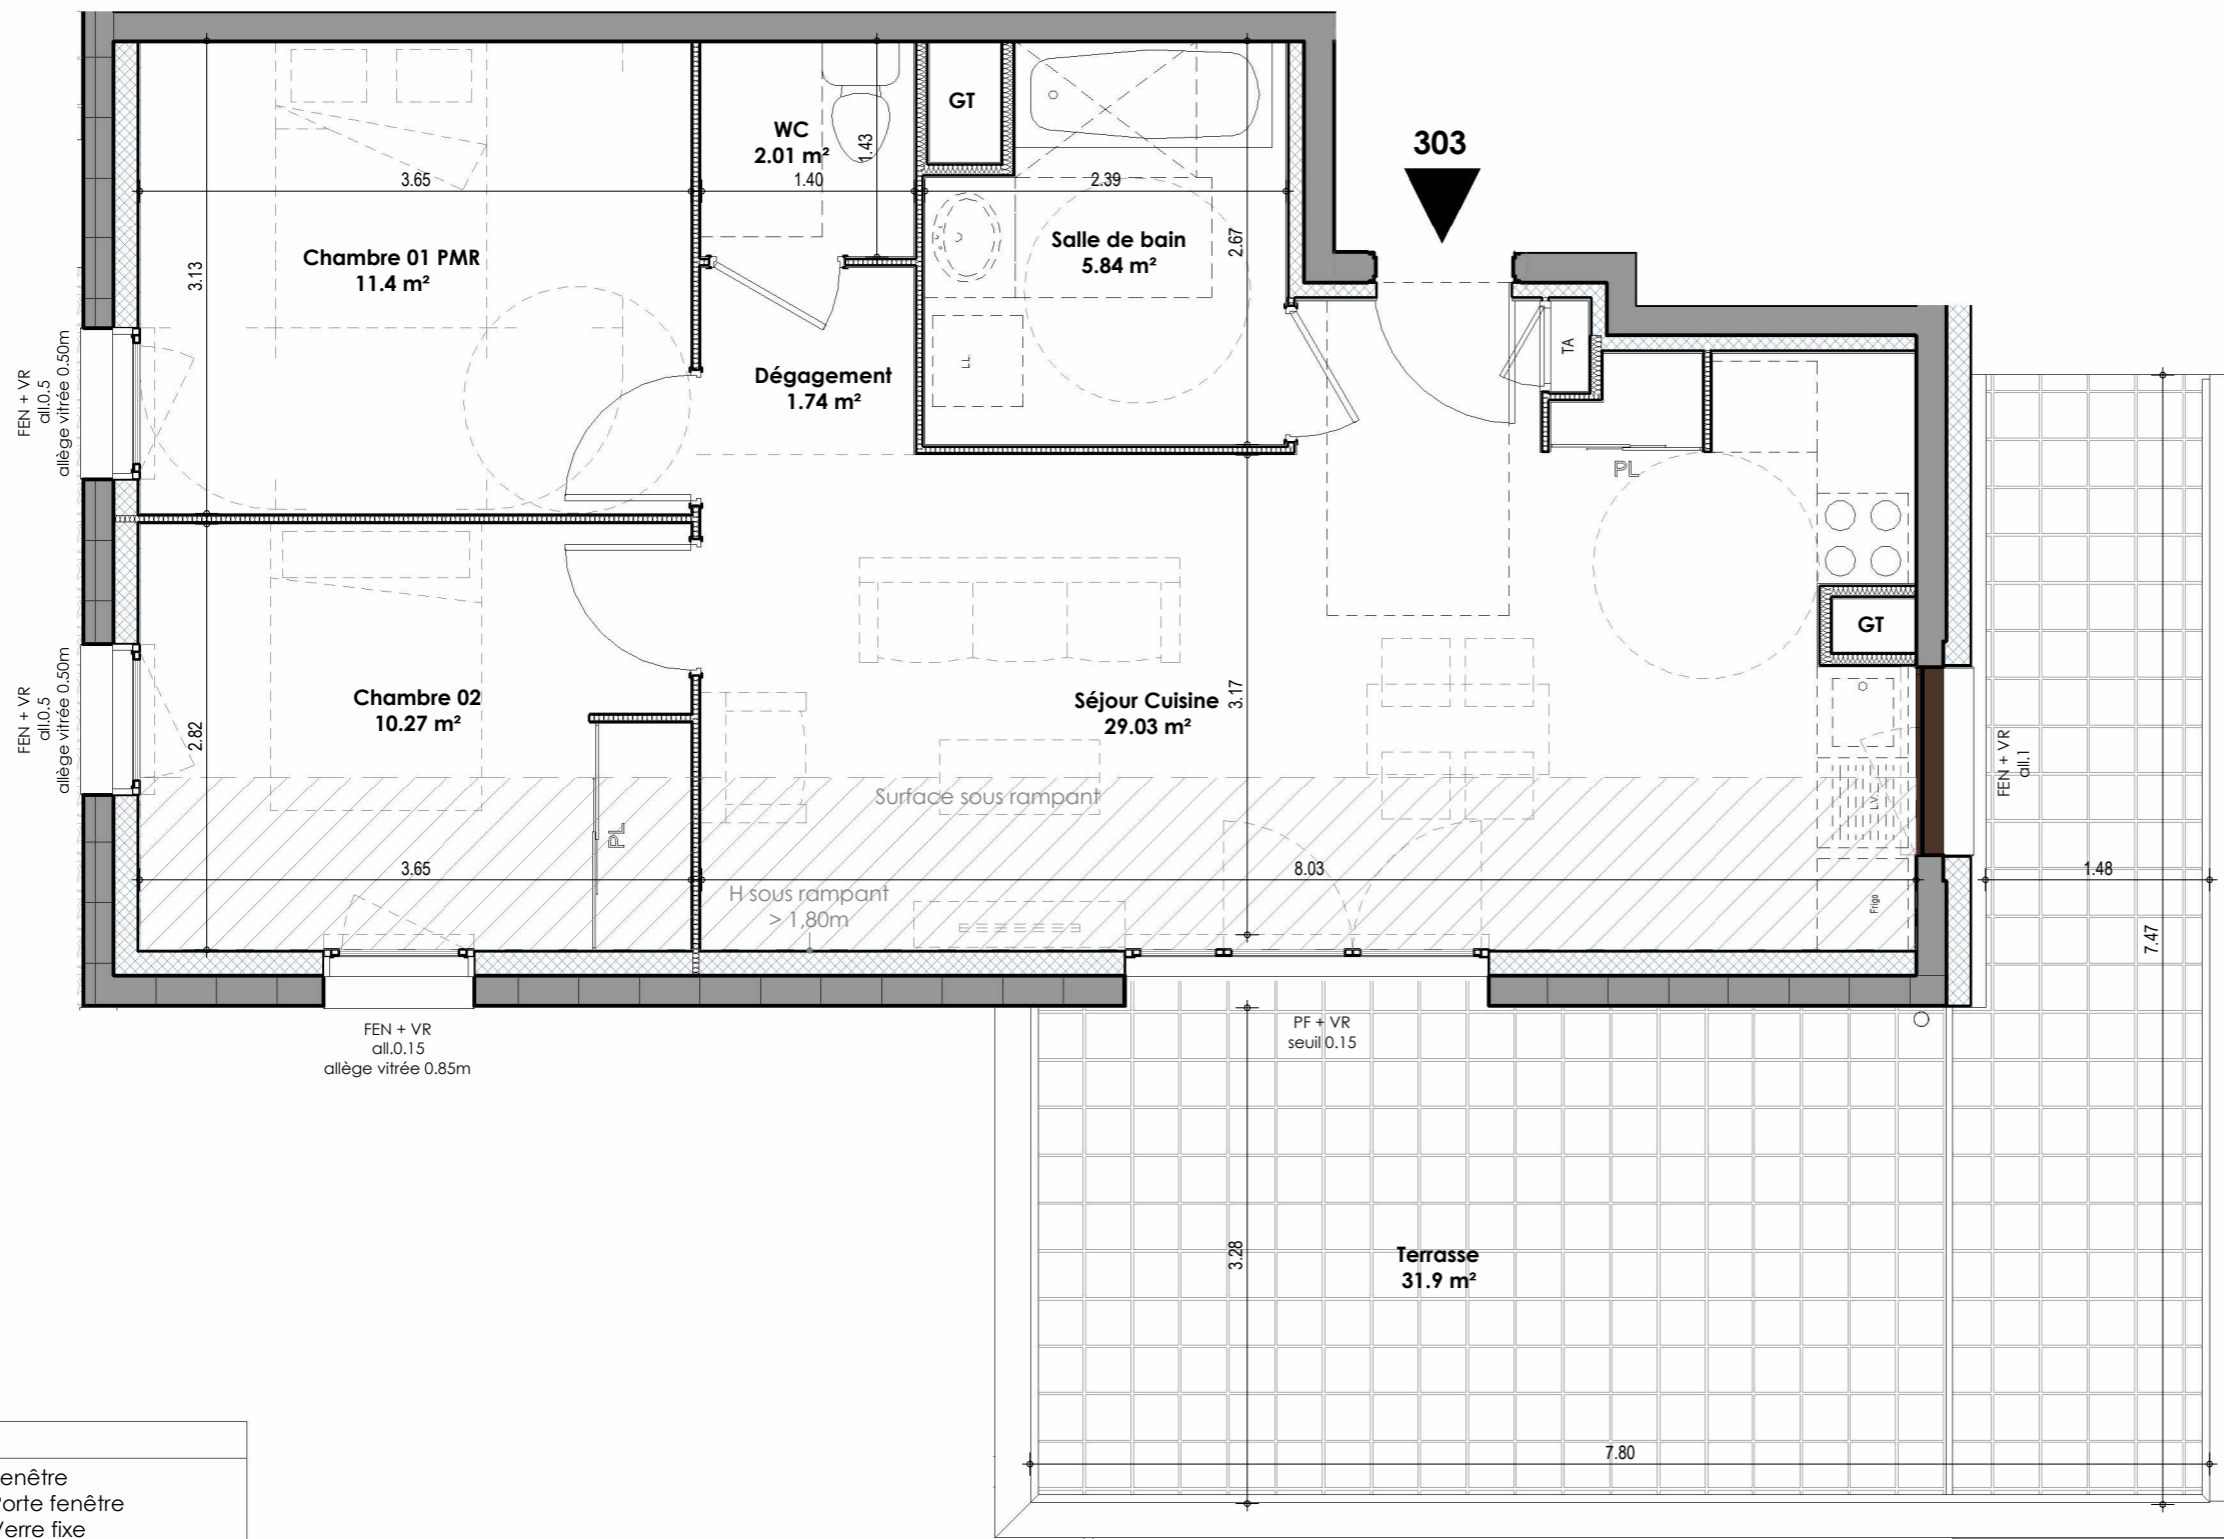 303
GT
WC
2.01 m²
1.43
1.40
3.65
2.39
Chambre 01 PMR
11.4 m²
3.13
Salle de bain
5.84 m²
2.67
TA
LL.
Dégagement
1.74 m²
FEN + VR
all.0.5
allège vitrée 0.50m
PL
GT
Chambre 02
10.27 m²
2.82
Séjour Cuisine
29.03 m²
3.17
FEN + VR
all.0.5
allège vitrée 0.50m
FEN + VR
all.1
Surface sous rampant
L.V.
PL
3.65
8.03
1.48
H sous rampant
> 1,80m
Frigo
7.47
FEN + VR
all.0.15
allège vitrée 0.85m
PF + VR
seuil 0.15
3.28
Terrasse
31.9 m²
7.80
enêtre
Porte fenêtre
Verre fixe